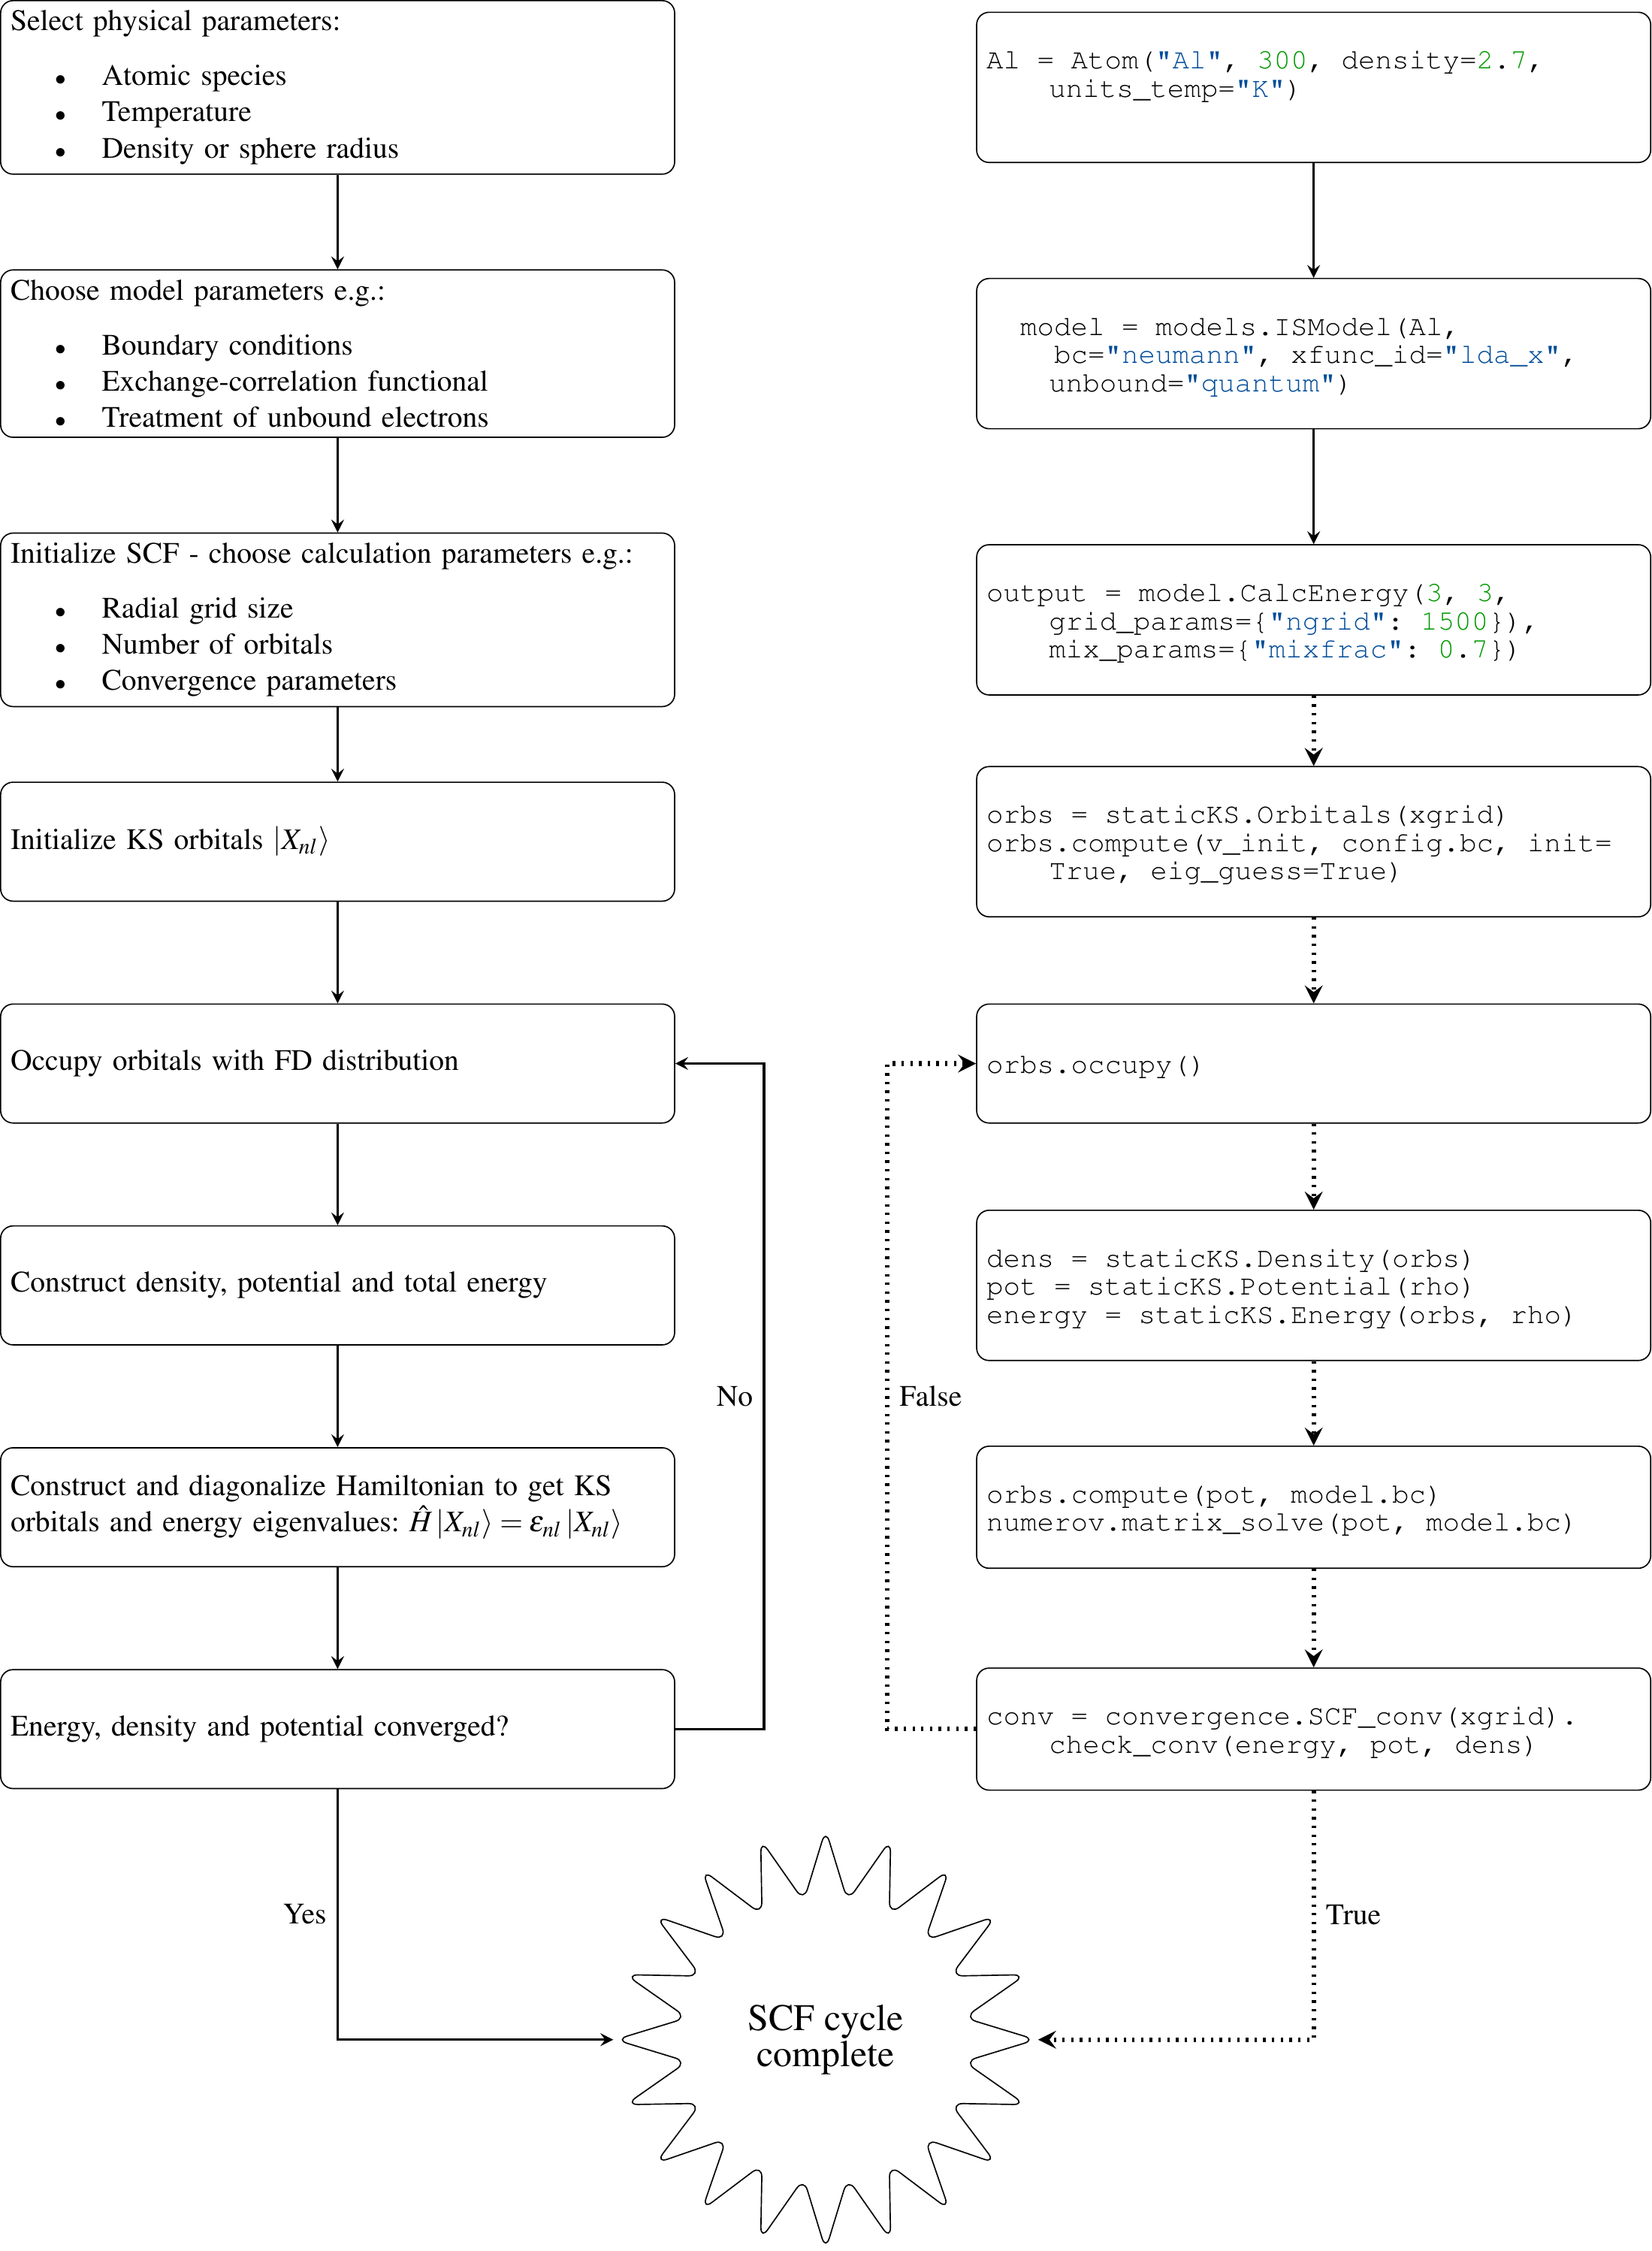 Select physical parameters:
• Atomic species
• Temperature
• Density or sphere radius
Choose model parameters e.g.:
• Boundary conditions
• Exchange-correlation functional
• Treatment of unbound electrons
Initialize SCF - choose calculation parameters e.g.:
• Radial grid size
• Number of orbitals
• Convergence parameters
Initialize KS orbitals |X_{nl}⟩
Occupy orbitals with FD distribution
Construct density, potential and total energy
Construct and diagonalize Hamiltonian to get KS
orbitals and energy eigenvalues: Ĥ |X_{nl}⟩ = ε_{nl} |X_{nl}⟩
Energy, density and potential converged?
No
Yes
Al = Atom("Al", 300, density=2.7,
units_temp="K")
model = models.ISModel(Al,
bc="neumann", xfunc_id="lda_x",
unbound="quantum")
output = model.CalcEnergy(3, 3,
grid_params={"ngrid": 1500}),
mix_params={"mixfrac": 0.7})
orbs = staticKS.Orbitals(xgrid)
orbs.compute(v_init, config.bc, init=
True, eig_guess=True)
orbs.occupy()
dens = staticKS.Density(orbs)
pot = staticKS.Potential(rho)
energy = staticKS.Energy(orbs, rho)
orbs.compute(pot, model.bc)
numerov.matrix_solve(pot, model.bc)
conv = convergence.SCF_conv(xgrid).
check_conv(energy, pot, dens)
False
True
SCF cycle
complete